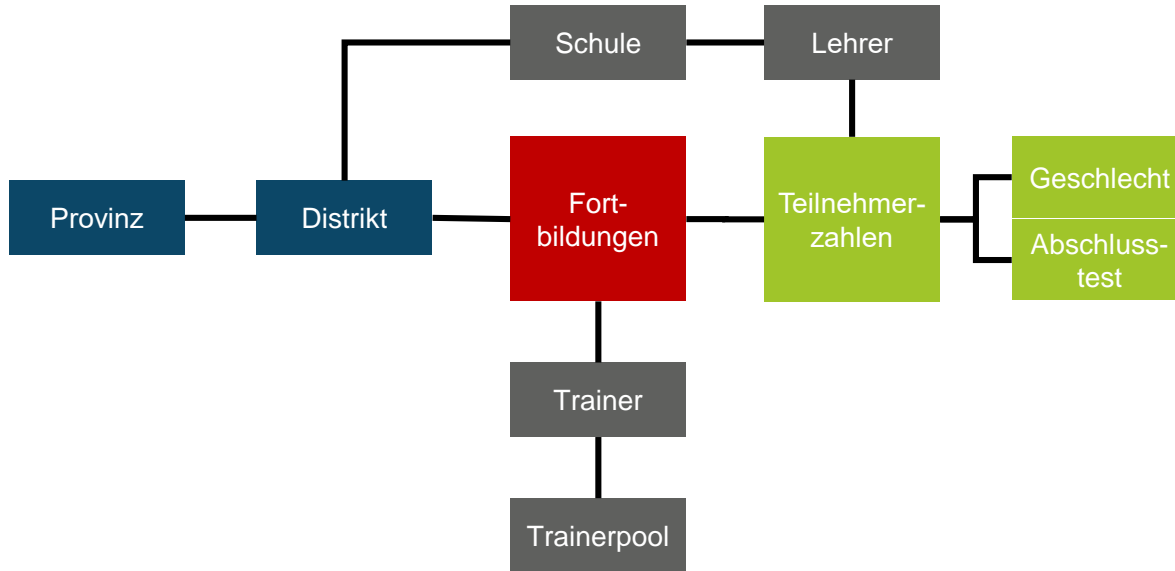 Schule
Lehrer
Provinz
Distrikt
Fort-
bildungen
Teilnehmer-
zahlen
Geschlecht
Abschluss-
test
Trainer
Trainerpool